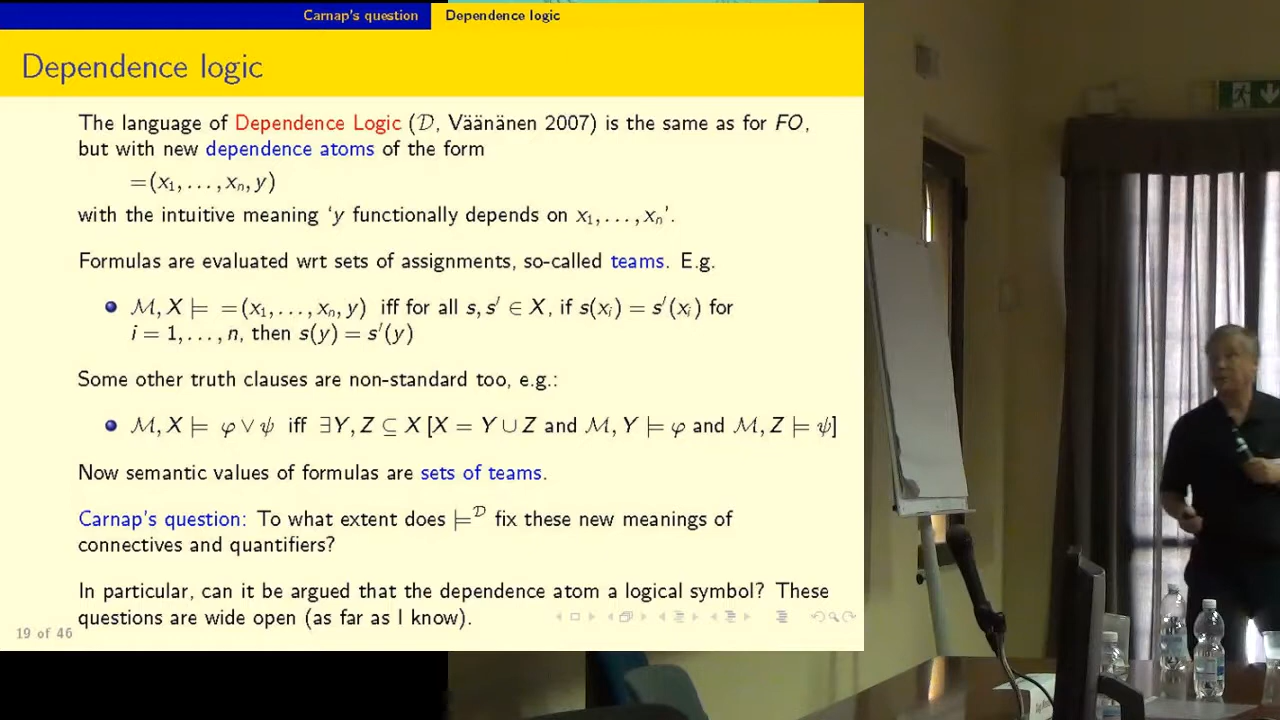 Carnap's question Dependence logic
Dependence logic
The language of Dependence Logic (𝒟, Väänänen 2007) is the same as for FO,
but with new dependence atoms of the form
=(x₁, . . . , xₙ, y)
with the intuitive meaning 'y functionally depends on x₁, . . . , xₙ'.
Formulas are evaluated wrt sets of assignments, so-called teams. E.g.
ℳ, X ⊨ =(x₁, . . . , xₙ, y) iff for all s, s′ ∈ X, if s(xᵢ) = s′(xᵢ) for
i = 1, . . . , n, then s(y) = s′(y)
Some other truth clauses are non-standard too, e.g.:
ℳ, X ⊨ φ ∨ ψ iff ∃Y, Z ⊆ X [X = Y ∪ Z and ℳ, Y ⊨ φ and ℳ, Z ⊨ ψ]
Now semantic values of formulas are sets of teams.
Carnap's question: To what extent does ⊨^𝒟 fix these new meanings of
connectives and quantifiers?
In particular, can it be argued that the dependence atom a logical symbol? These
questions are wide open (as far as I know).
19 of 46